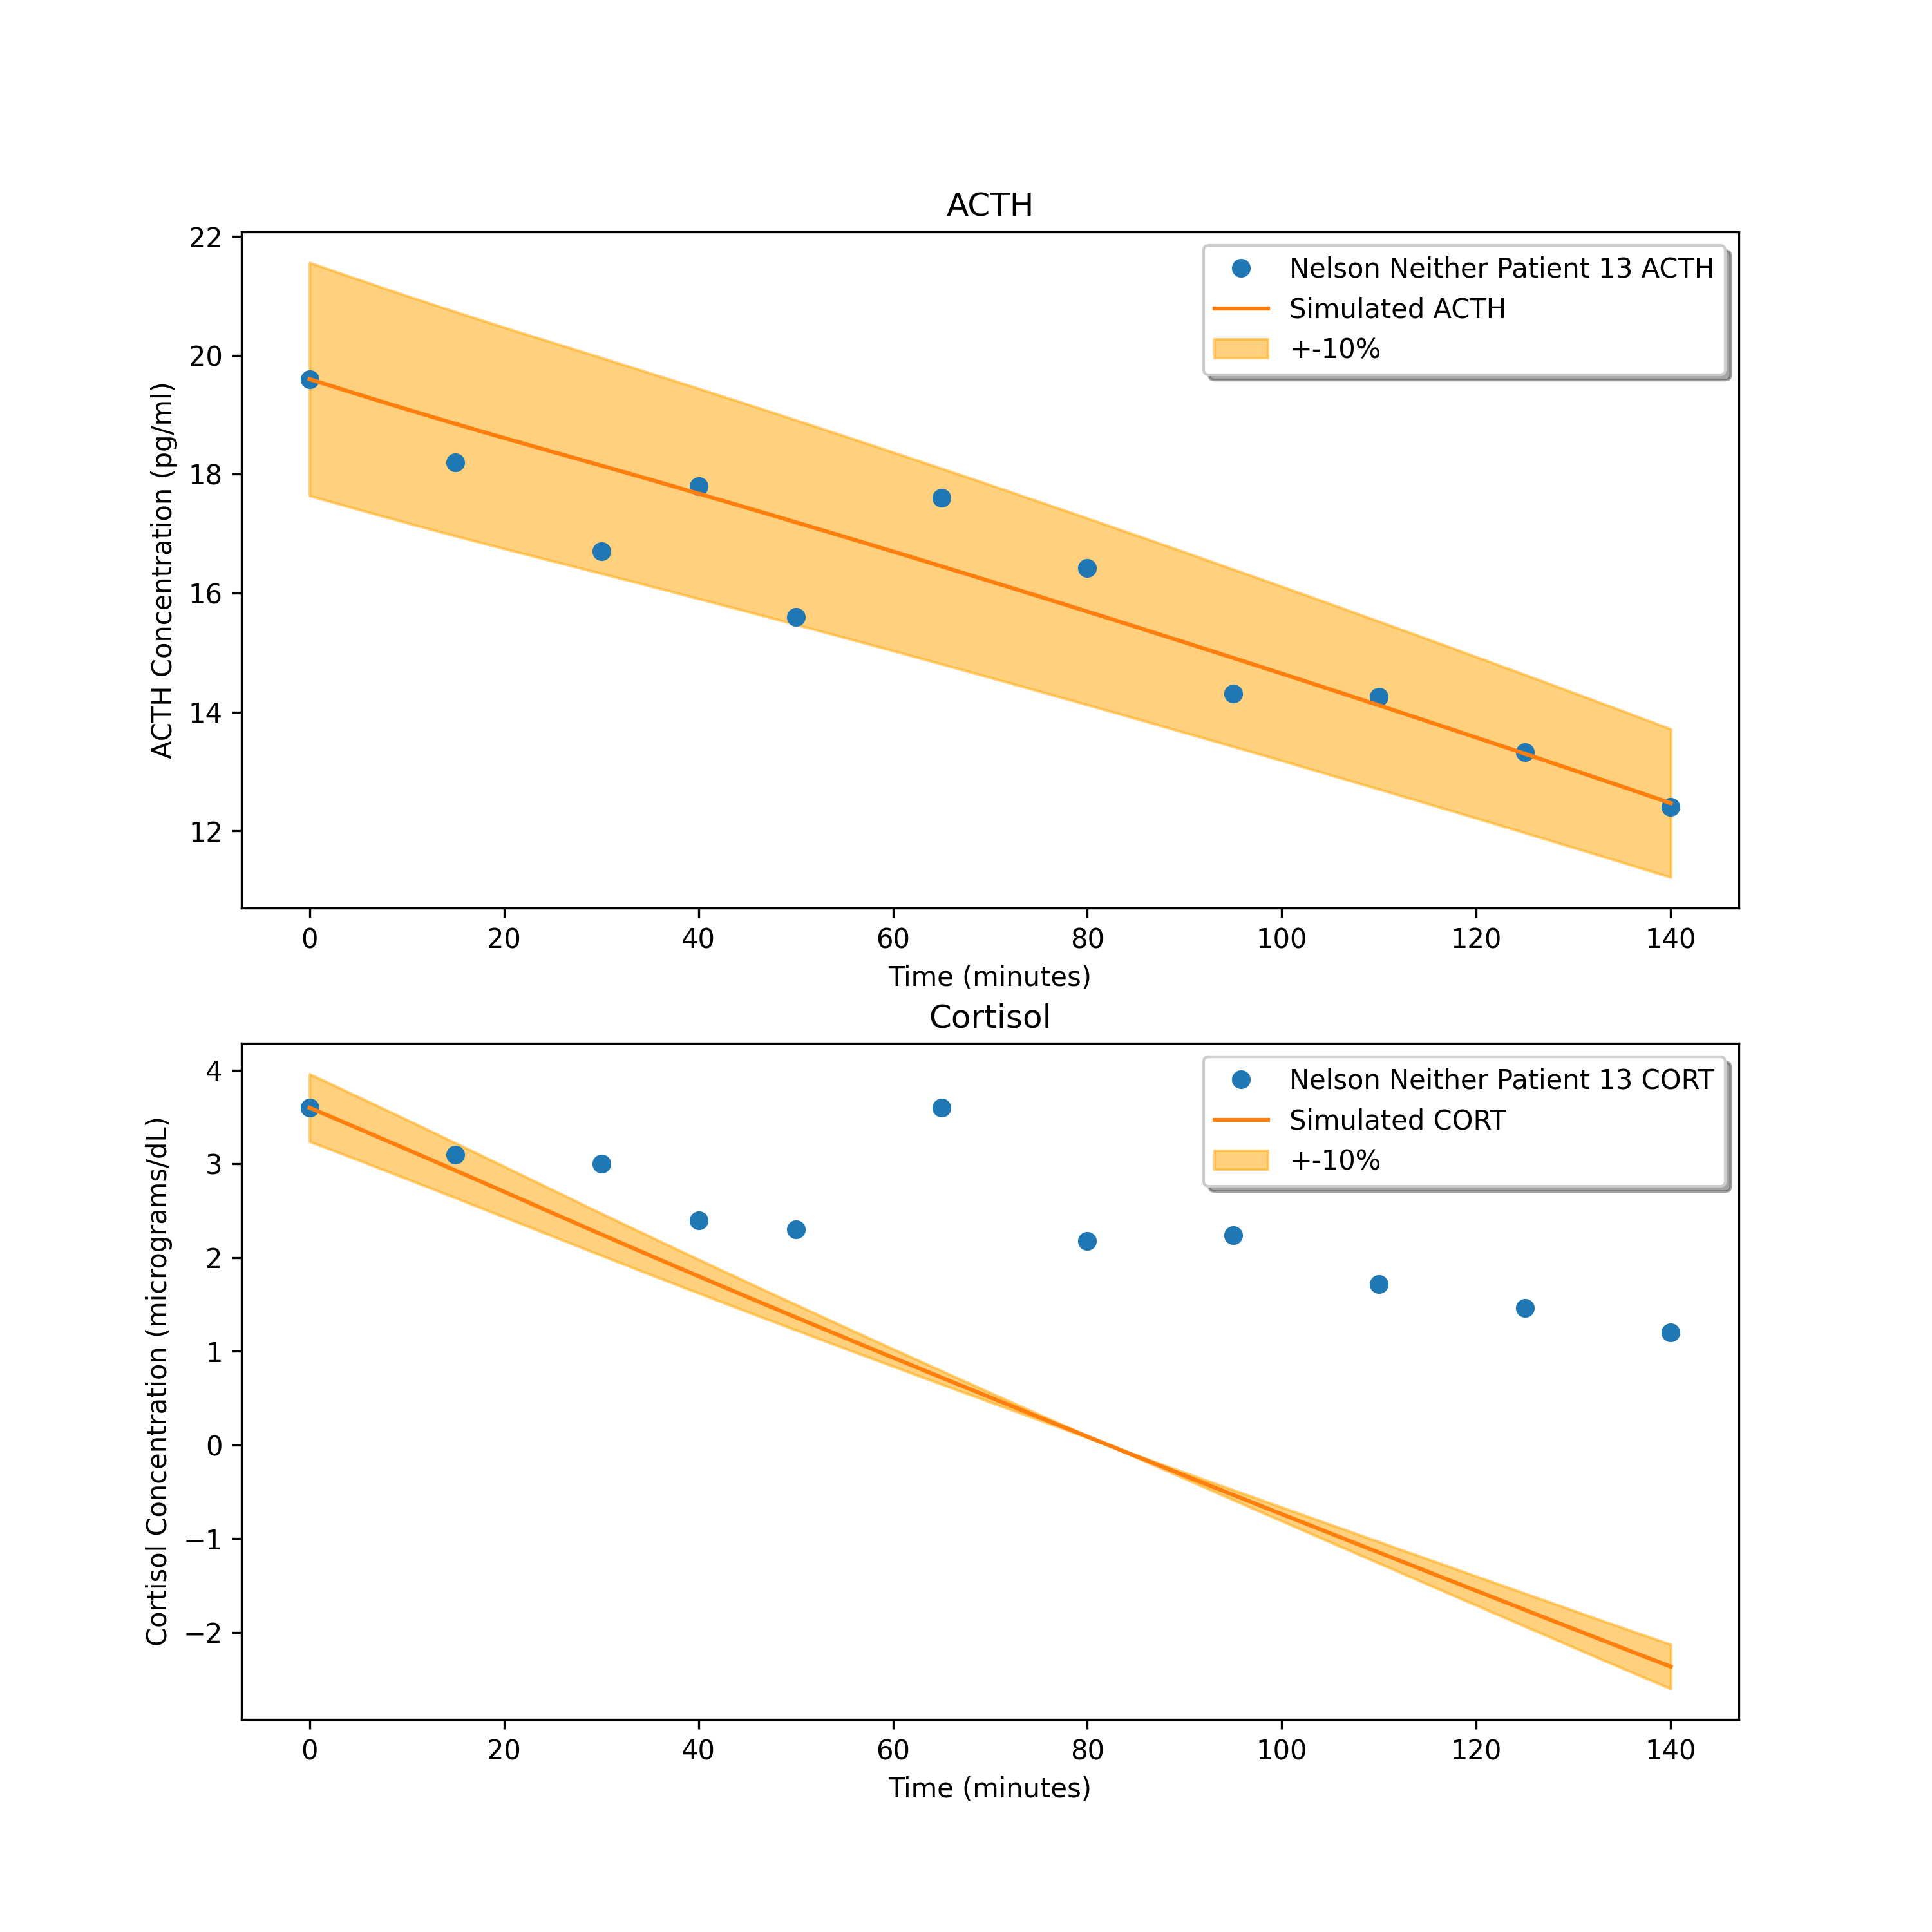 ACTH
22
20
18
16
14
12
ACTH Concentration (pg/ml)
Nelson Neither Patient 13 ACTH
Simulated ACTH
+-10%
0 20 40 60 80 100 120 140
Time (minutes)
Cortisol
4
3
2
1
0
−1
−2
Cortisol Concentration (micrograms/dL)
Nelson Neither Patient 13 CORT
Simulated CORT
+-10%
0 20 40 60 80 100 120 140
Time (minutes)